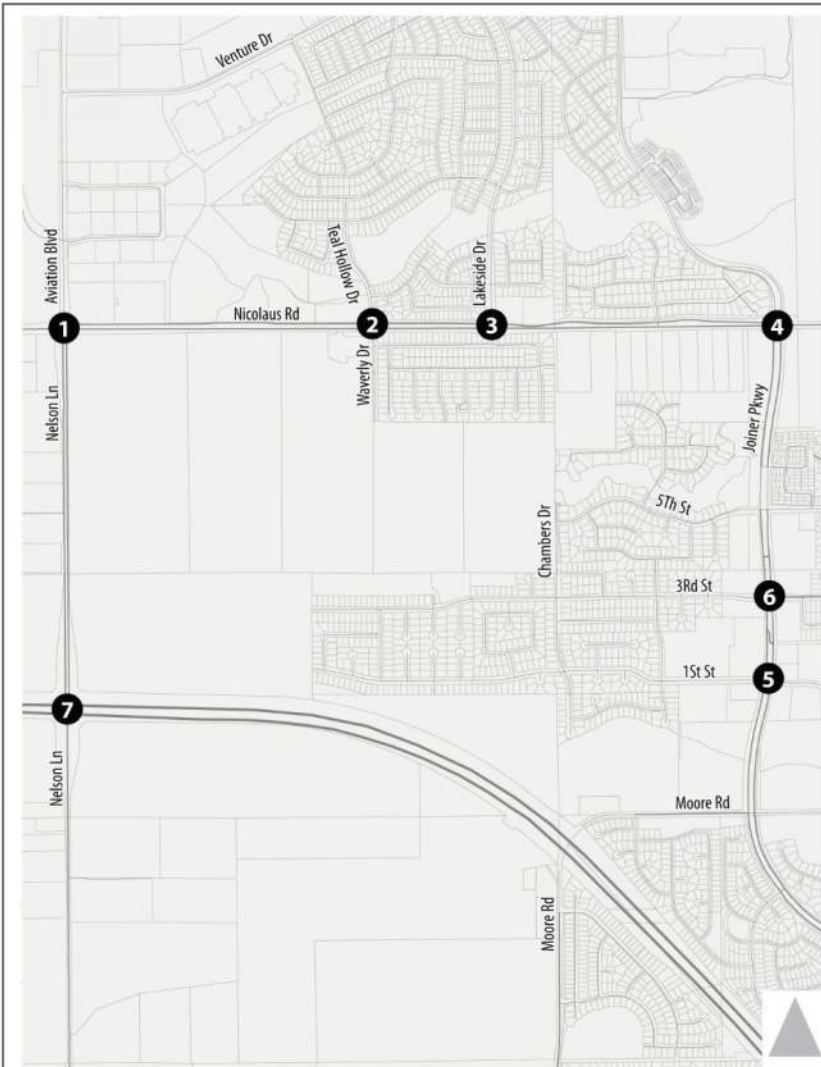 Venture Dr
Aviation Blvd
Teal Hollow Dr
Lakeside Dr
Nicolaus Rd
1
2
3
4
Nelson Ln
Waverly Dr
Joiner Pkwy
5Th St
Chambers Dr
3Rd St
6
1St St
5
7
Nelson Ln
Moore Rd
Moore Rd